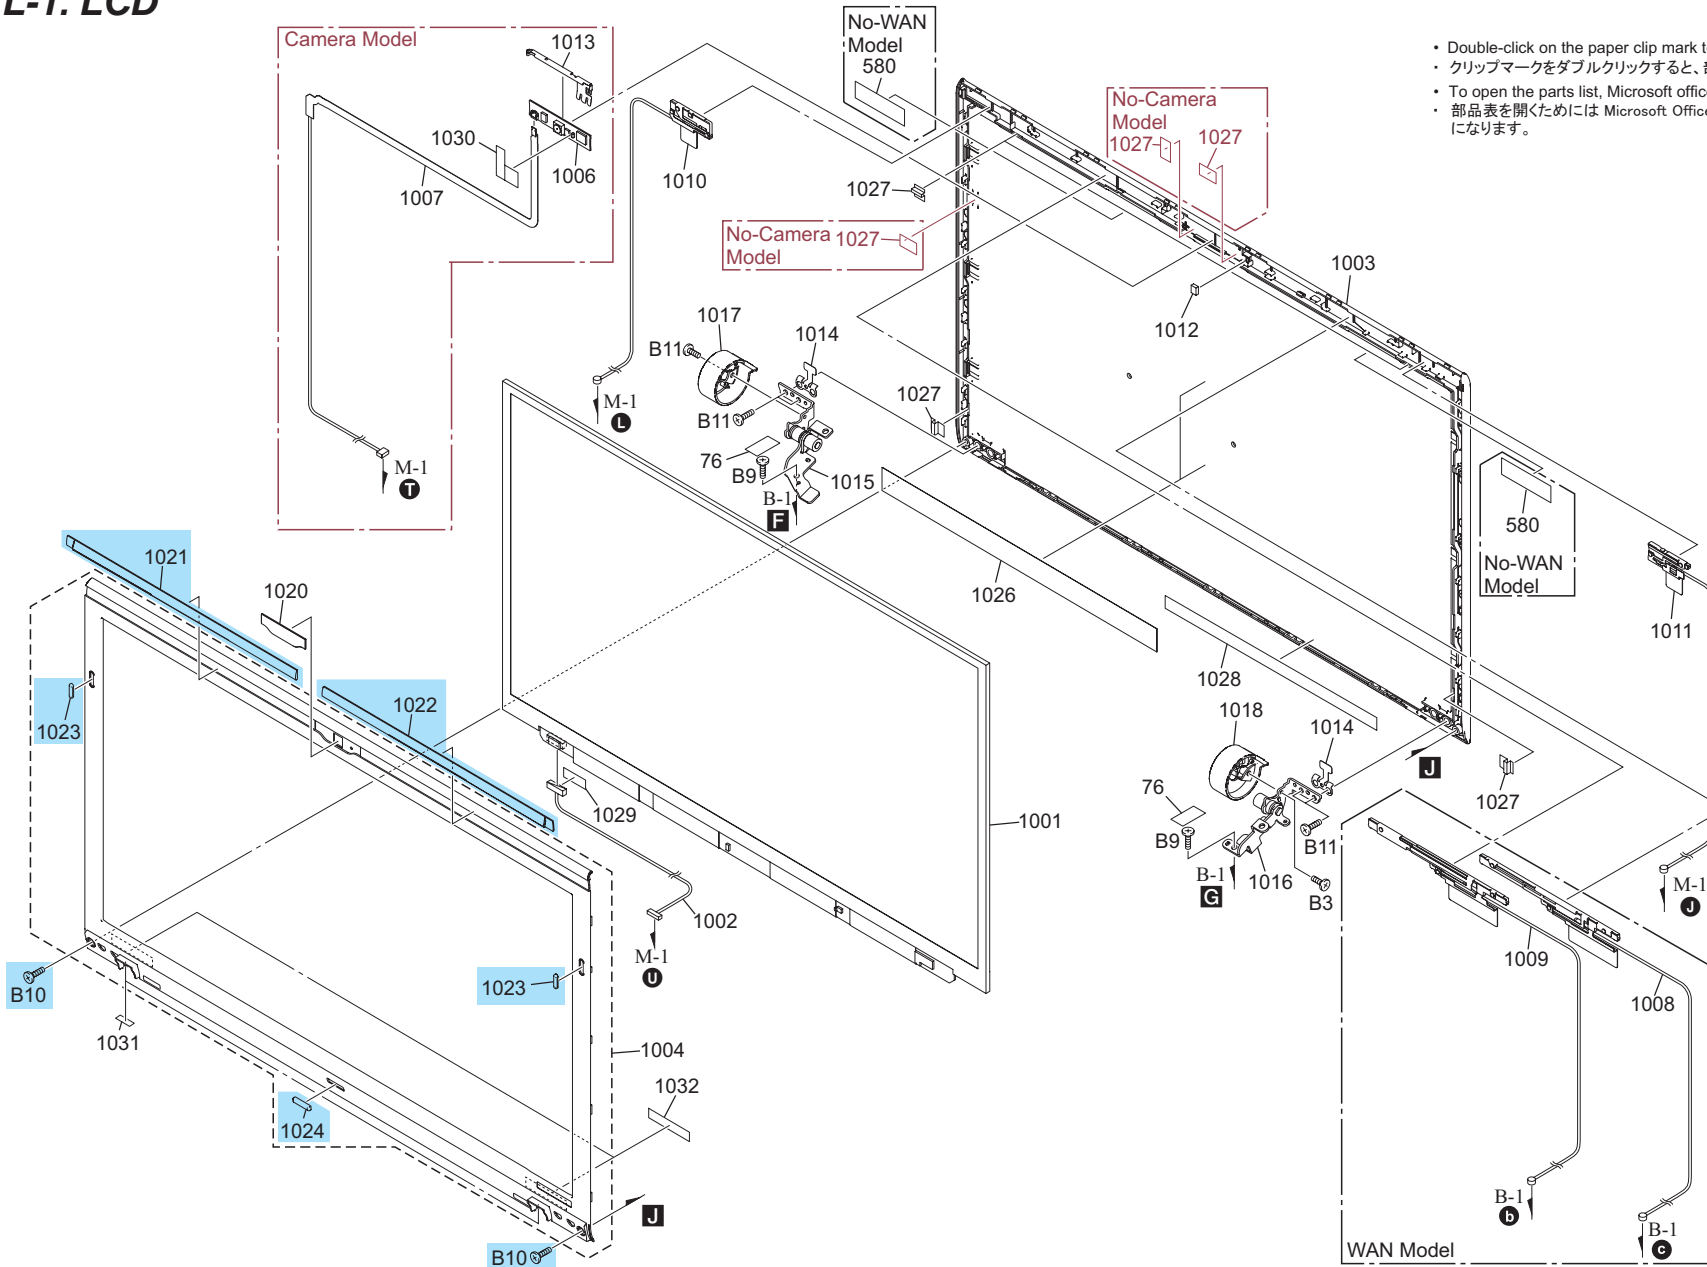 L-1. LCD
Camera Model
1013
1030
1007
1006
M-1
T
1010
M-1
L
No-WAN
Model
580
1027
No-Camera
Model
1027
No-Camera
Model
1027
1027
• Double-click on the paper clip mark t
・ クリップマークをダブルクリックすると、
• To open the parts list, Microsoft offic
・ 部品表を開くためには Microsoft Offic
になります。
1003
1012
1017
B11
1014
B11
76
B9
1015
B-1
F
1027
1026
1028
580
No-WAN
Model
1011
1021
1020
1023
1022
1029
1002
M-1
U
1001
1018
1014
76
B9
B-1
G
1016
B11
B3
J
1027
M-1
J
1009
1008
B-1
b
B-1
c
WAN Model
B10
1031
1023
1004
1024
1032
J
B10